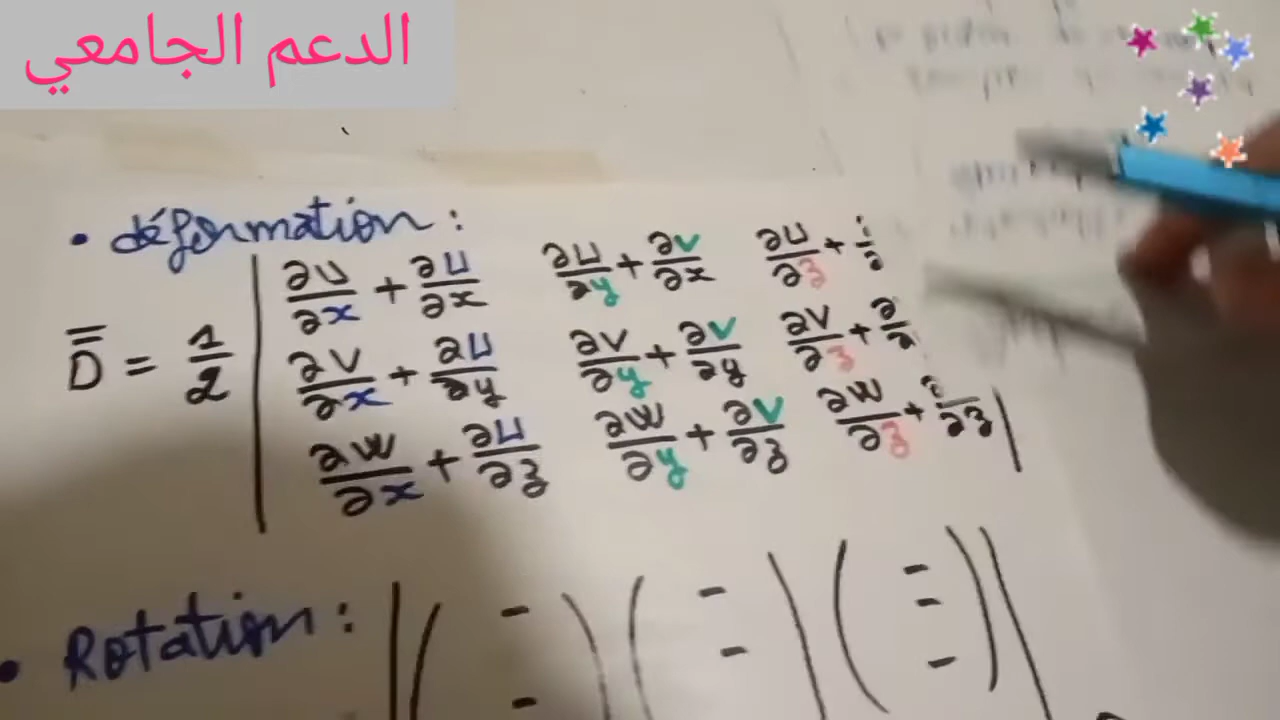 الدعم الجامعي
• déformation:
D̿ = 1/2 | ∂U/∂x + ∂U/∂x   ∂U/∂y + ∂V/∂x   ∂U/∂z +
∂V/∂x + ∂U/∂y   ∂V/∂y + ∂V/∂y   ∂V/∂z +
∂W/∂x + ∂U/∂z   ∂W/∂y + ∂V/∂z   ∂W/∂z + /∂z |
• Rotation: | ( - - ) ( - - ) ( - - - ) |